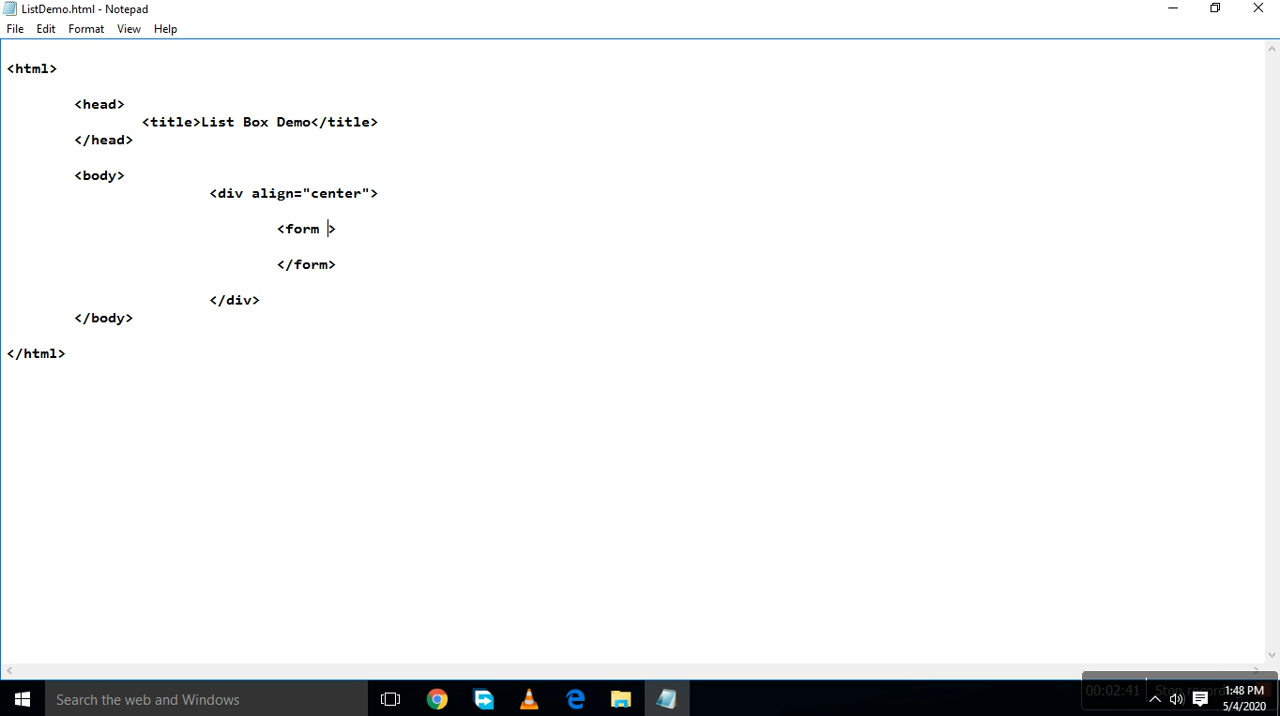 ListDemo.html - Notepad
File Edit Format View Help
<html>
<head>
<title>List Box Demo</title>
</head>
<body>
<div align="center">
<form >
</form>
</div>
</body>
</html>
Search the web and Windows
00:02:41
1:48 PM
5/4/2020